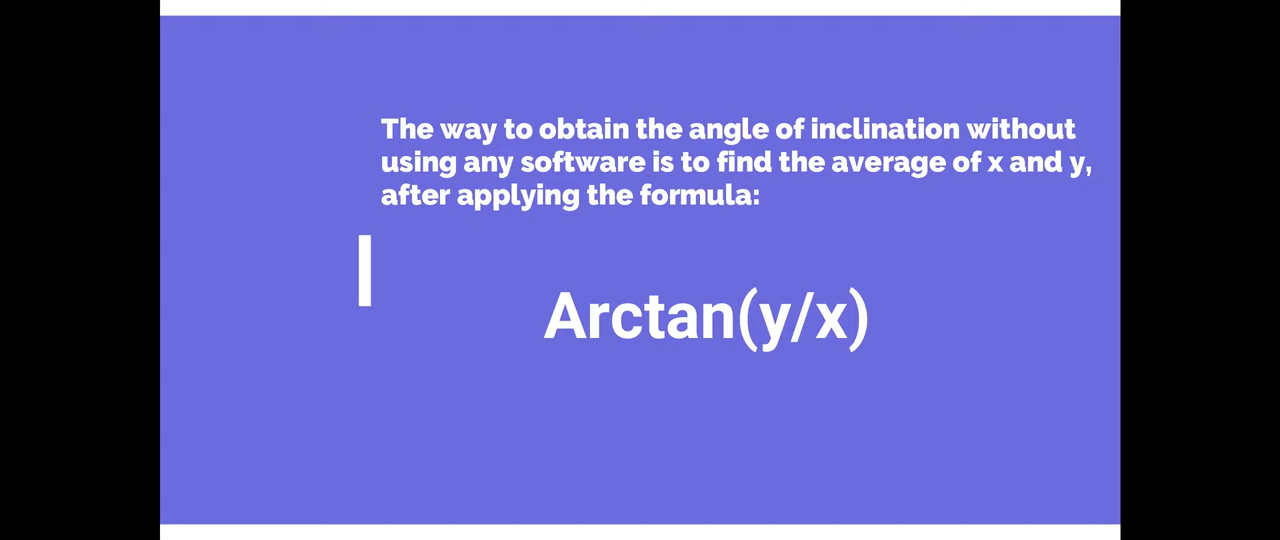 The way to obtain the angle of inclination without
using any software is to find the average of x and y,
after applying the formula:
Arctan(y/x)